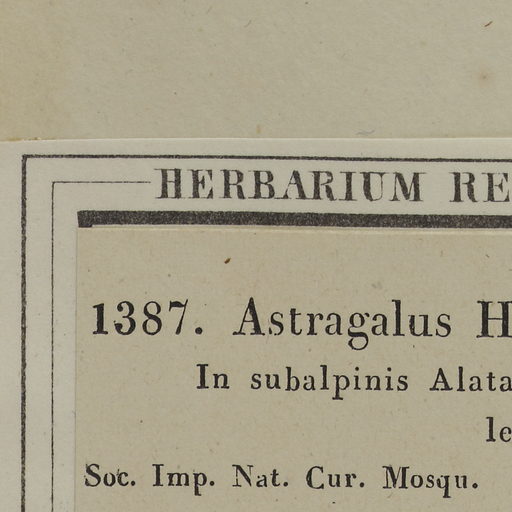 HERBARIUM RE
1387. Astragalus H
In subalpinis Alata
le
Soc. Imp. Nat. Cur. Mosqu.